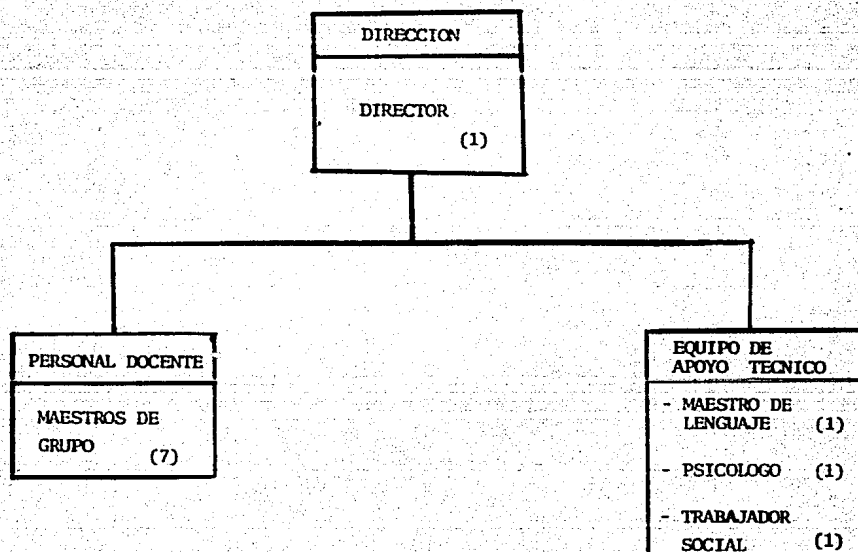 DIRECCION
DIRECTOR
(1)
PERSONAL DOCENTE
MAESTROS DE
GRUPO (7)
EQUIPO DE
APOYO TECNICO
- MAESTRO DE
LENGUAJE (1)
- PSICOLOGO (1)
- TRABAJADOR
SOCIAL (1)